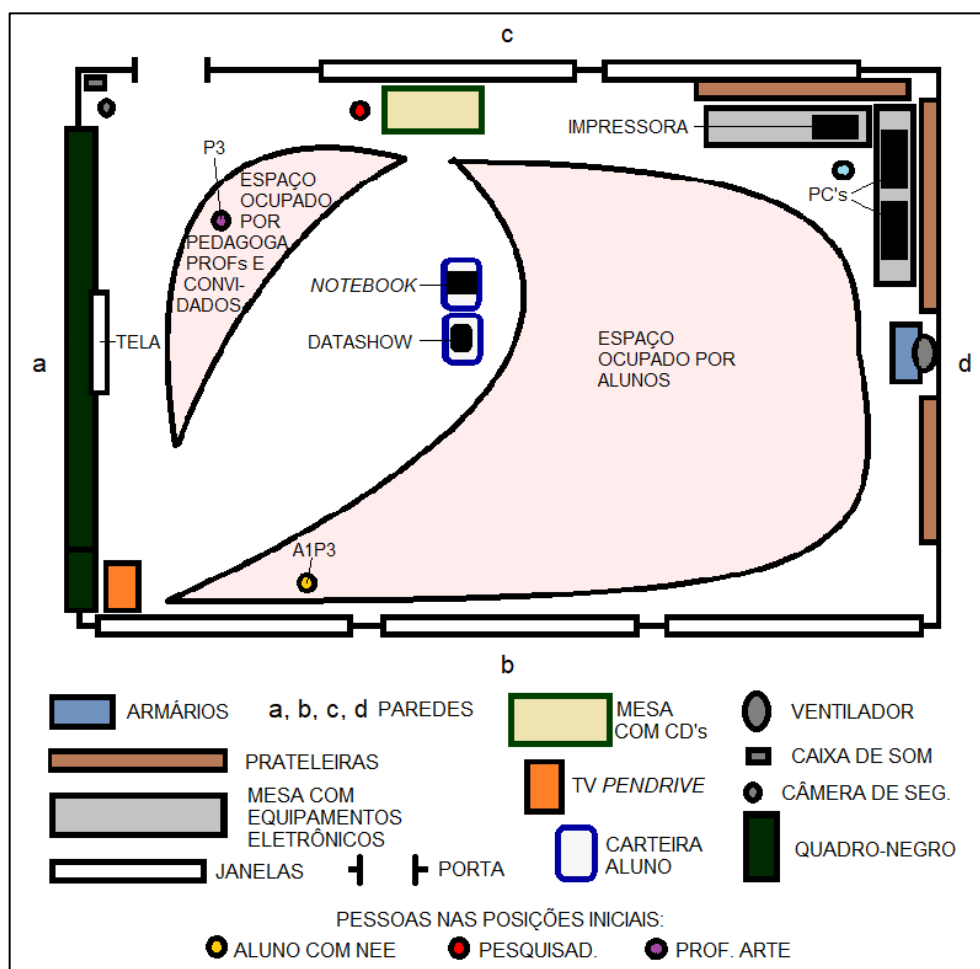 c
P3
ESPAÇO
OCUPADO
POR
PEDAGOGA,
PROFs E
CONVI-
DADOS
IMPRESSORA
PC's
NOTEBOOK
DATASHOW
TELA
ESPAÇO
OCUPADO POR
ALUNOS
a
d
A1P3
b
ARMÁRIOS
a, b, c, d PAREDES
MESA
COM CD's
VENTILADOR
PRATELEIRAS
CAIXA DE SOM
TV PENDRIVE
CÂMERA DE SEG.
MESA COM
EQUIPAMENTOS
ELETRÔNICOS
CARTEIRA
ALUNO
QUADRO-NEGRO
JANELAS
PORTA
PESSOAS NAS POSIÇÕES INICIAIS:
ALUNO COM NEE
PESQUISAD.
PROF. ARTE